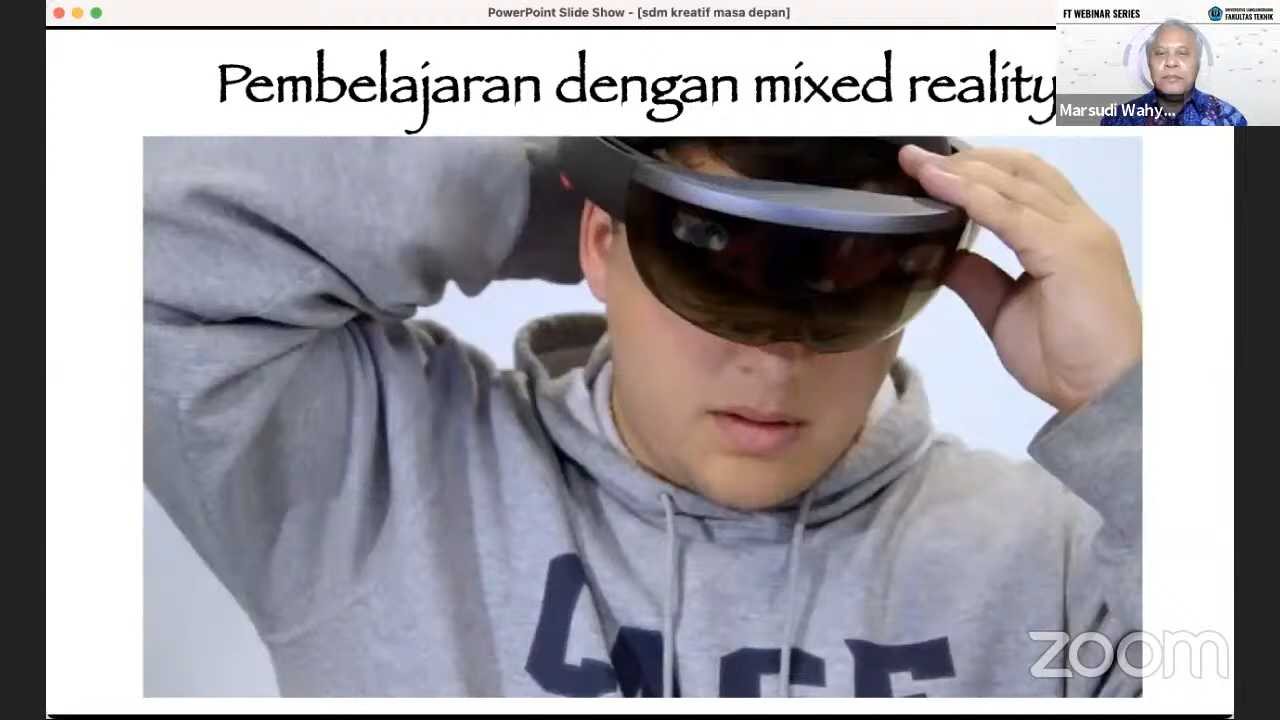 PowerPoint Slide Show - [sdm kreatif masa depan]
FT WEBINAR SERIES
FAKULTAS TEKNIK
Pembelajaran dengan mixed reality
Marsudi Wahy...
zoom